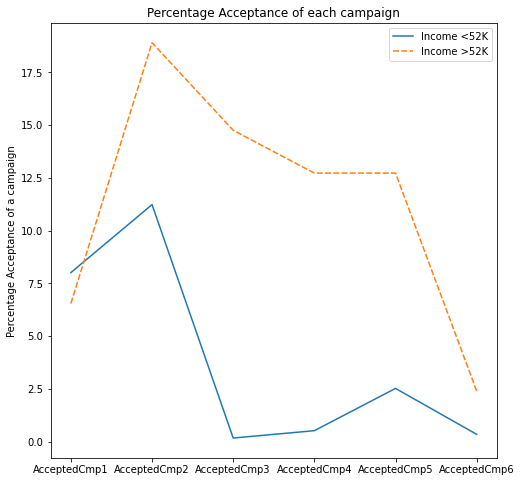 Percentage Acceptance of each campaign
Income <52K
Income >52K
Percentage Acceptance of a campaign
17.5
15.0
12.5
10.0
7.5
5.0
2.5
0.0
AcceptedCmp1 AcceptedCmp2 AcceptedCmp3 AcceptedCmp4 AcceptedCmp5 AcceptedCmp6